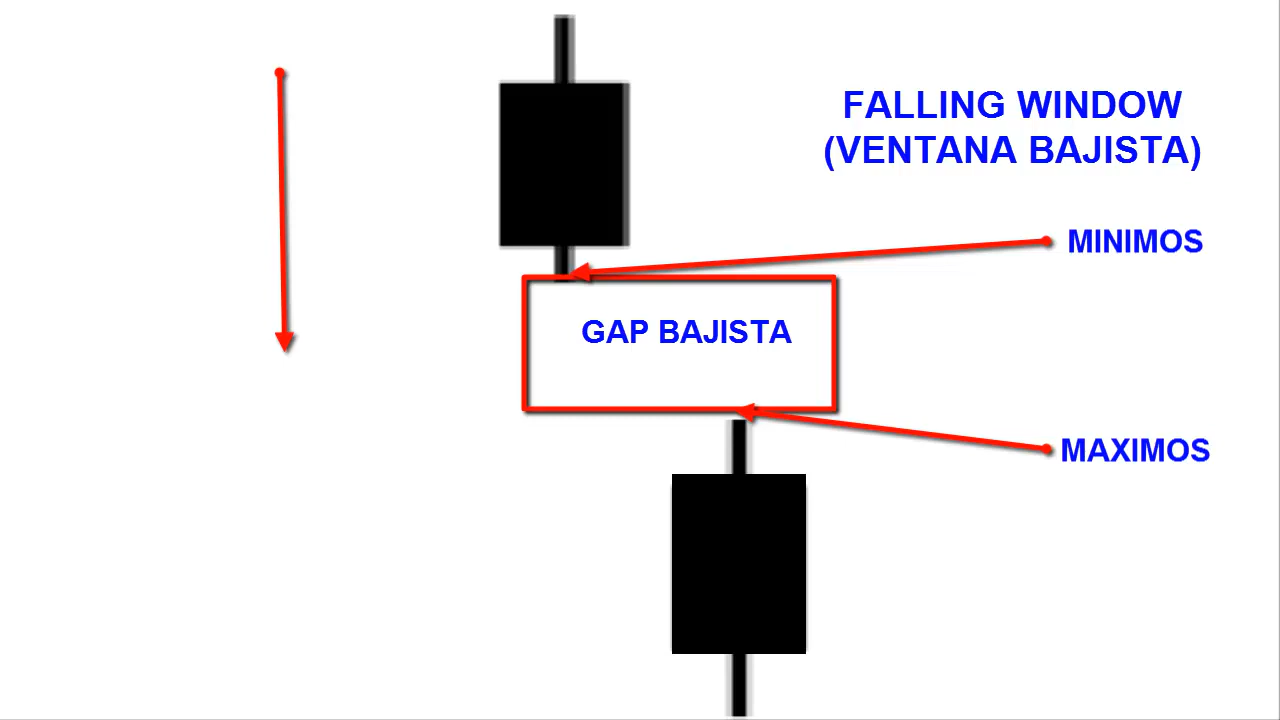 FALLING WINDOW
(VENTANA BAJISTA)
MINIMOS
GAP BAJISTA
MAXIMOS